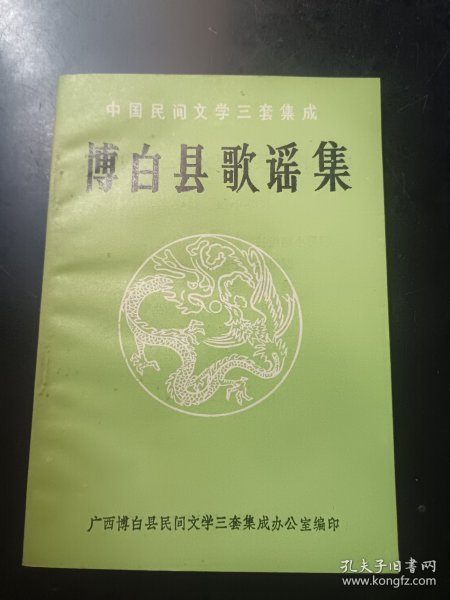 中国民间文学三套集成
博白县歌谣集
广西博白县民间文学三套集成办公室编印
孔夫子旧书网
www.kongfz.com